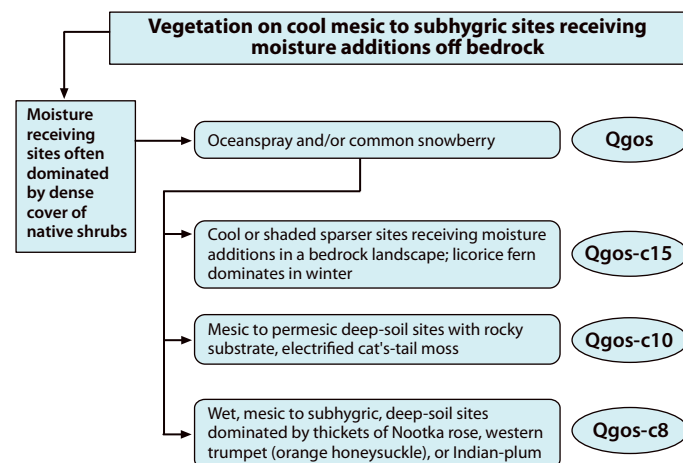 Vegetation on cool mesic to subhygric sites receiving
moisture additions off bedrock
Moisture
receiving
sites often
dominated
by dense
cover of
native shrubs
Oceanspray and/or common snowberry
Qgos
Cool or shaded sparser sites receiving moisture
additions in a bedrock landscape; licorice fern
dominates in winter
Qgos-c15
Mesic to permesic deep-soil sites with rocky
substrate, electrified cat's-tail moss
Qgos-c10
Wet, mesic to subhygric, deep-soil sites
dominated by thickets of Nootka rose, western
trumpet (orange honeysuckle), or Indian-plum
Qgos-c8